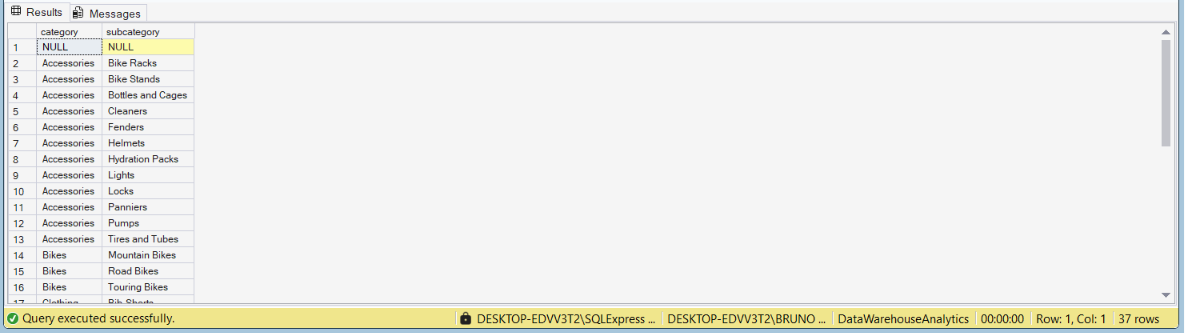 Results Messages
category subcategory
1 NULL NULL
2 Accessories Bike Racks
3 Accessories Bike Stands
4 Accessories Bottles and Cages
5 Accessories Cleaners
6 Accessories Fenders
7 Accessories Helmets
8 Accessories Hydration Packs
9 Accessories Lights
10 Accessories Locks
11 Accessories Panniers
12 Accessories Pumps
13 Accessories Tires and Tubes
14 Bikes Mountain Bikes
15 Bikes Road Bikes
16 Bikes Touring Bikes
17 Clothing Bib-Shorts
Query executed successfully. DESKTOP-EDVV3T2\SQLExpress ... DESKTOP-EDVV3T2\BRUNO ... DataWarehouseAnalytics 00:00:00 Row: 1, Col: 1 37 rows